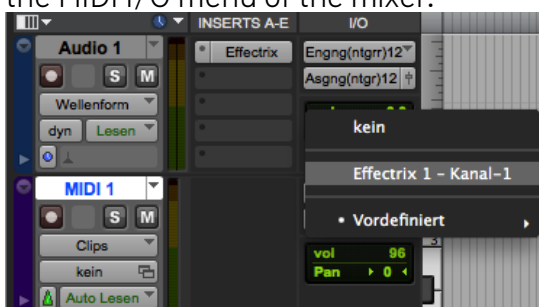 the MIDI I/O menu of the mixer.
INSERTS A-E
I/O
Audio 1
Effectrix
Engng(ntgrr)12
S M
Asgng(ntgr)12
Wellenform
dyn Lesen
kein
Effectrix 1 – Kanal-1
MIDI 1
S M
• Vordefiniert
Clips
vol 96
kein
Pan 0
Auto Lesen
3